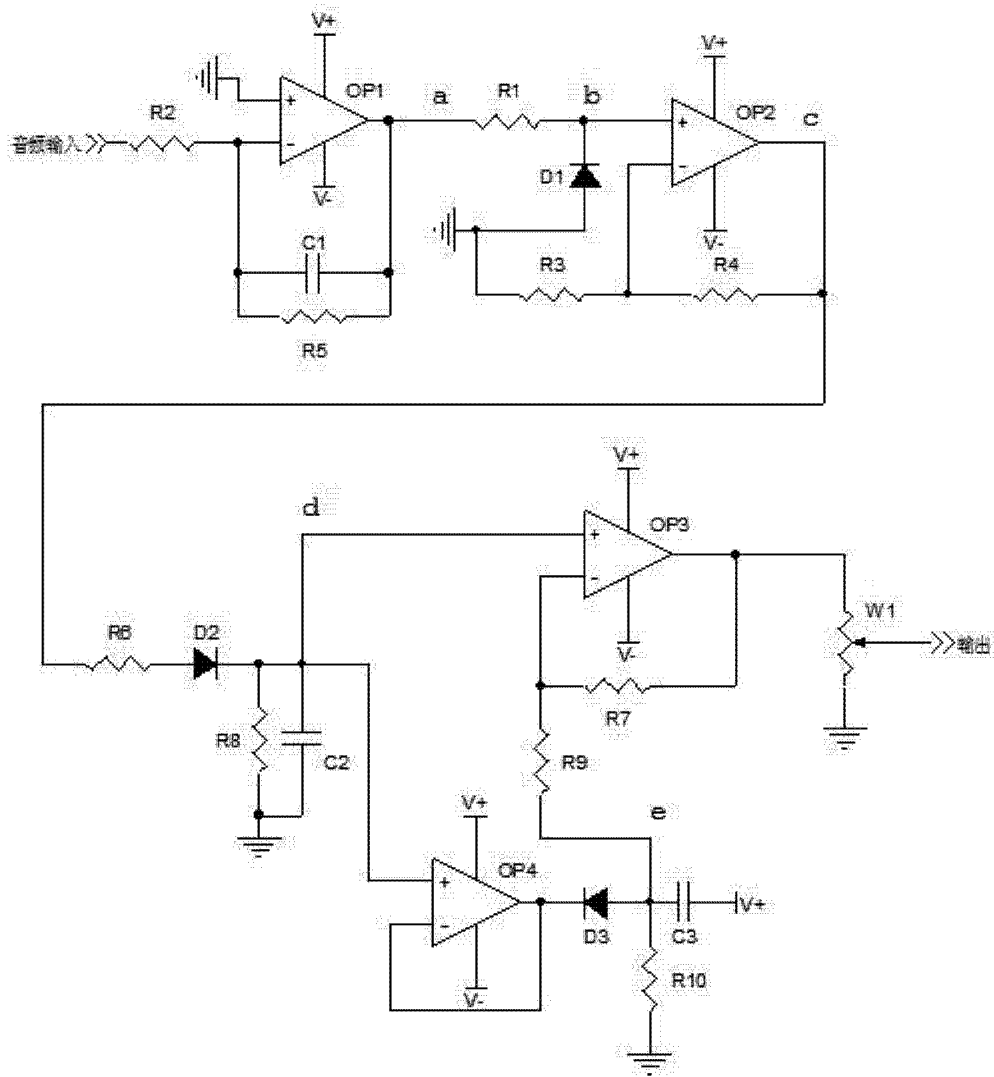 V+
OP1
a
R1
b
V+
OP2
c
R2
音频输入
+
-
V-
+
-
D1
V-
C1
R3
R4
R5
V+
d
OP3
+
-
W1
输出
R6
D2
V-
R7
R8
C2
R9
V+
e
OP4
+
-
V+
D3
C3
V-
R10